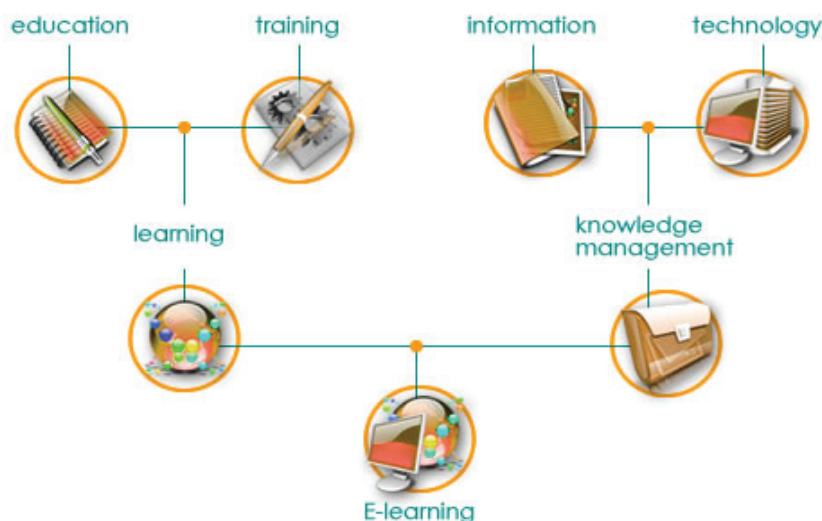 education
training
information
technology
learning
knowledge
management
E-learning